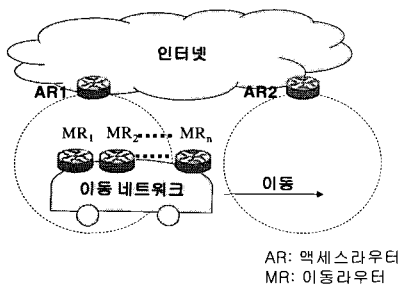 인터넷
AR1
AR2
MR1 MR2 MRn
이동 네트워크
이동
AR: 액세스라우터
MR: 이동라우터